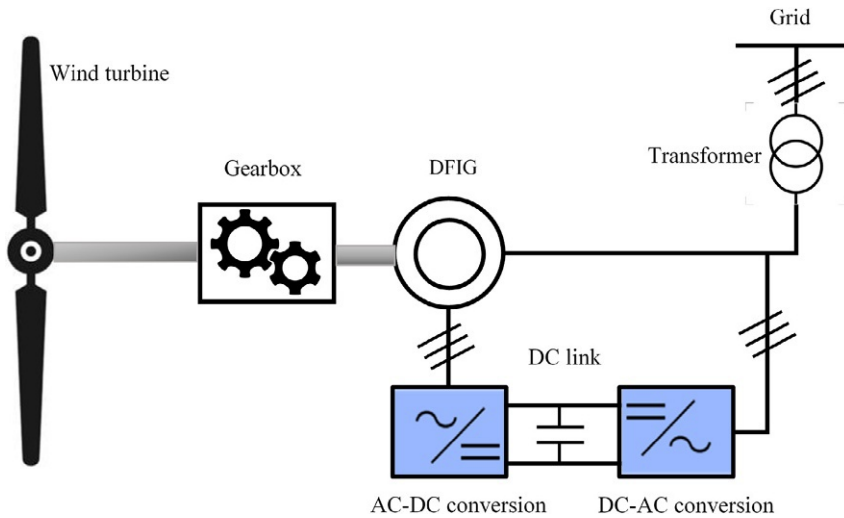 Grid
Wind turbine
Transformer
Gearbox
DFIG
DC link
AC-DC conversion
DC-AC conversion